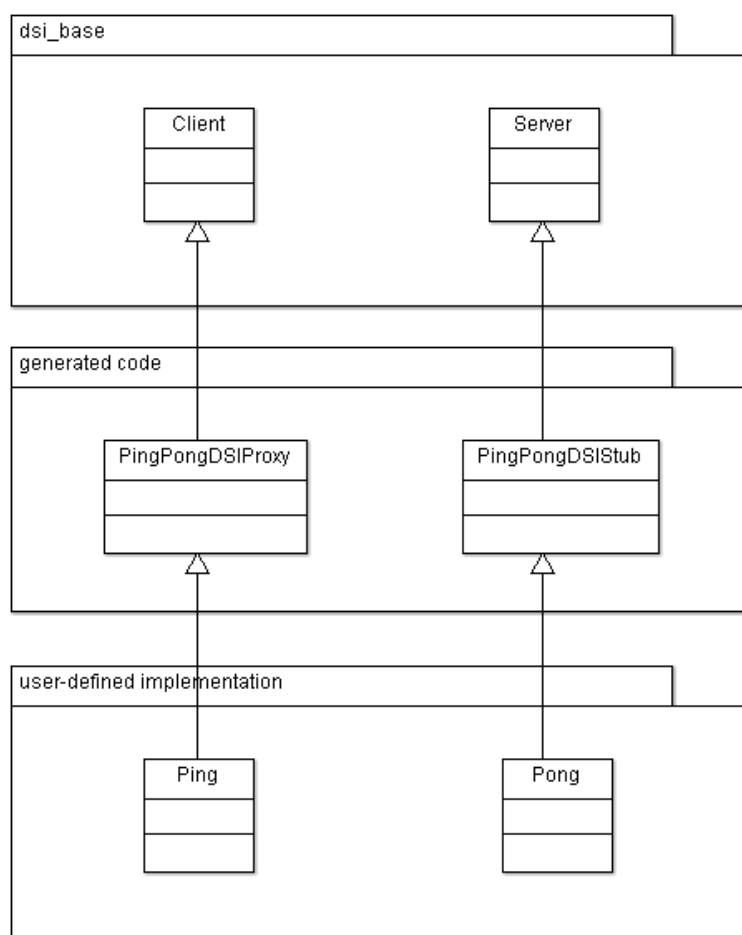 dsi_base
Client
Server
generated code
PingPongDSIProxy
PingPongDSIStub
user-defined implementation
Ping
Pong